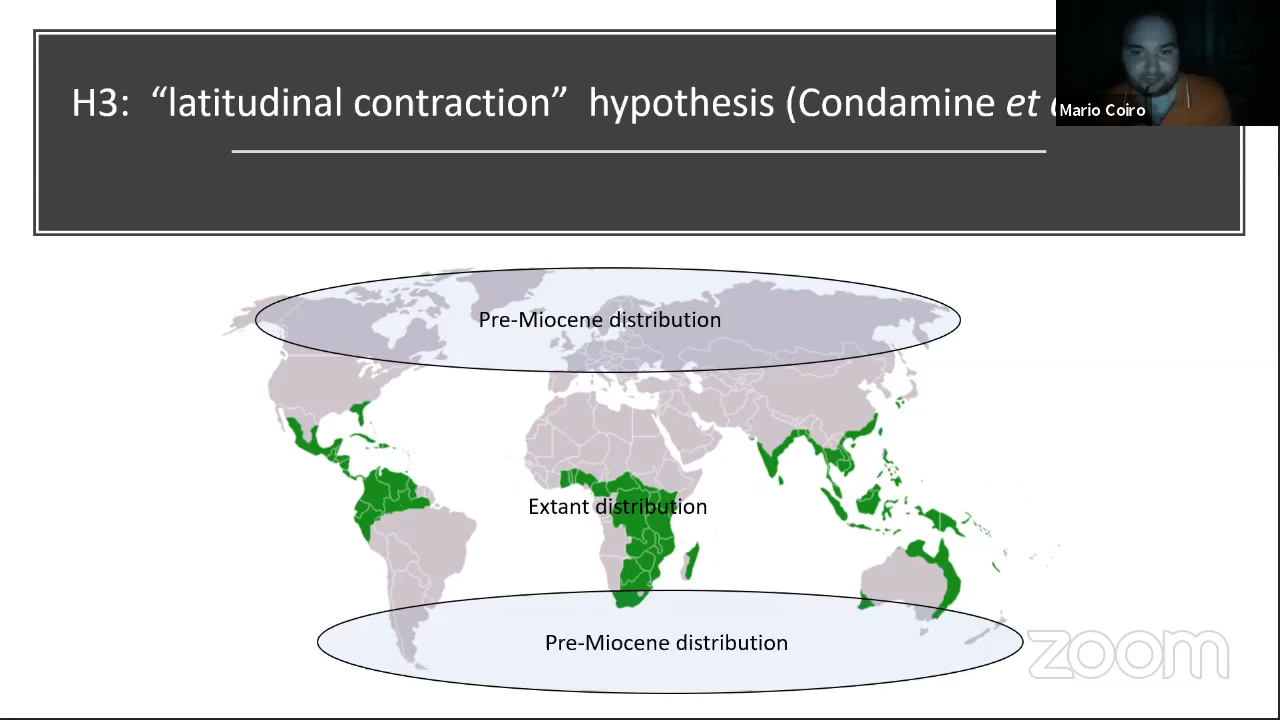 H3: “latitudinal contraction” hypothesis (Condamine et
Mario Coiro
Pre-Miocene distribution
Extant distribution
Pre-Miocene distribution
zoom